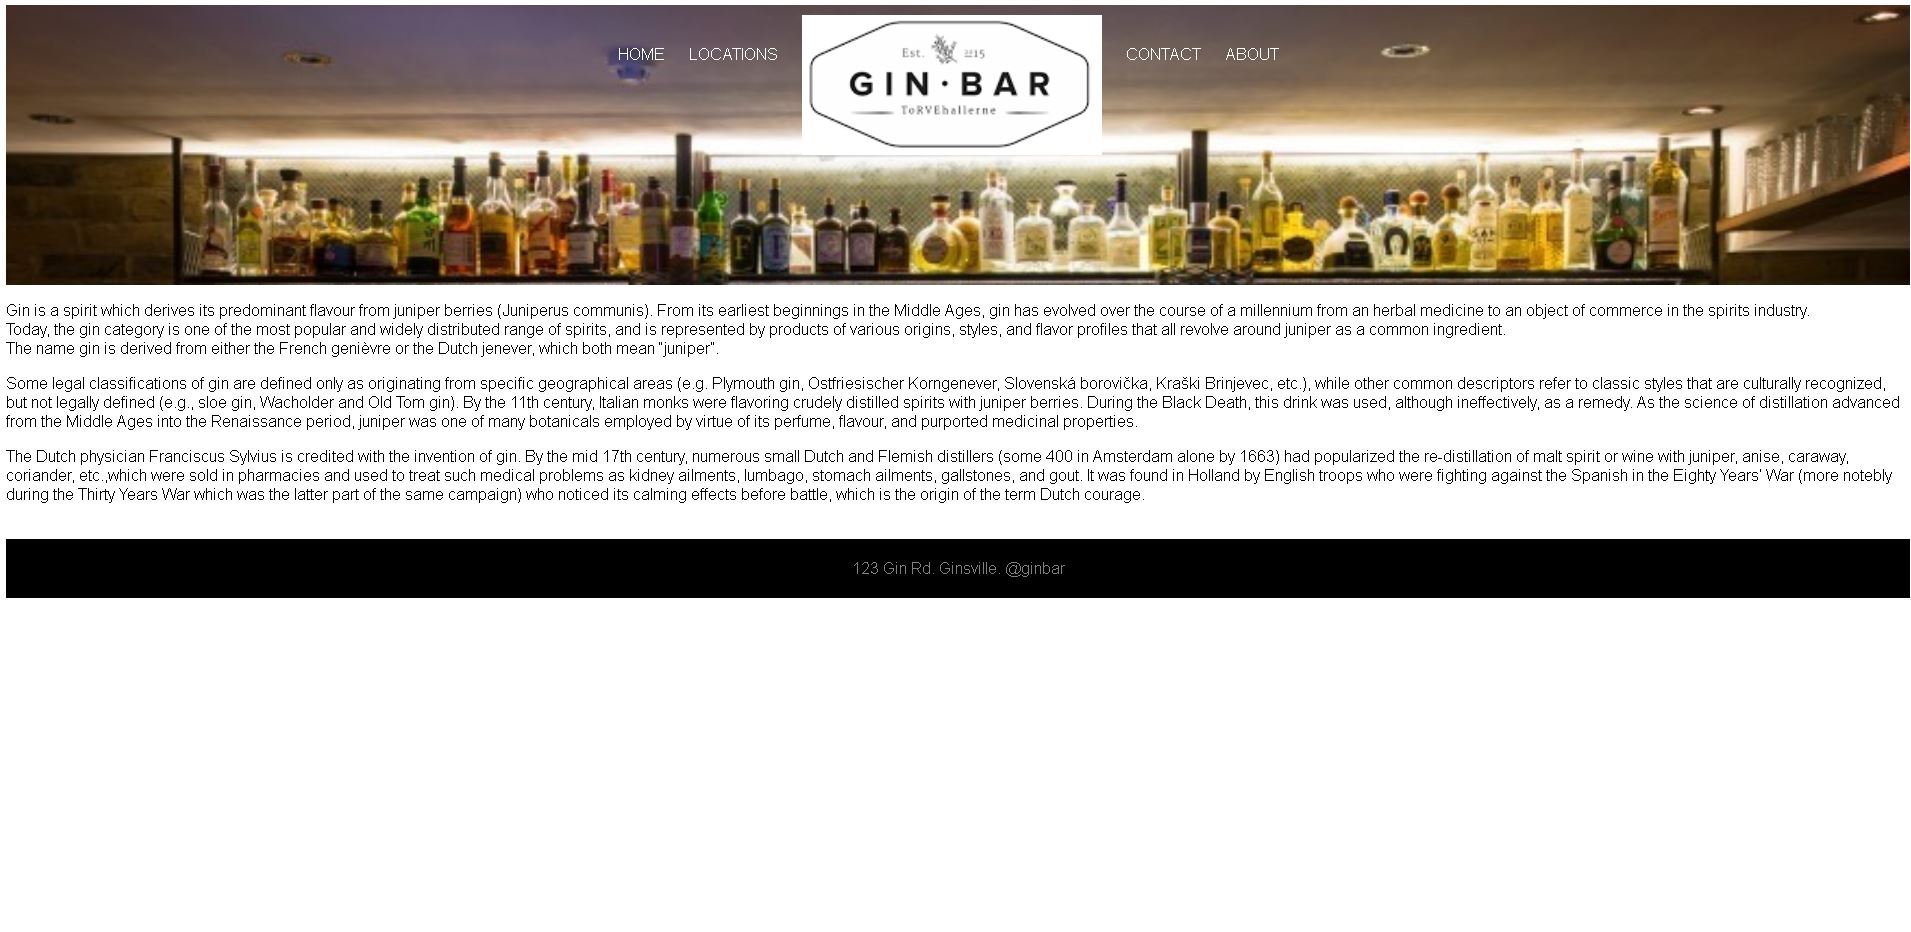 HOME LOCATIONS
Est. 2215
GIN·BAR
ToRVEhallerne
CONTACT ABOUT
Gin is a spirit which derives its predominant flavour from juniper berries (Juniperus communis). From its earliest beginnings in the Middle Ages, gin has evolved over the course of a millennium from an herbal medicine to an object of commerce in the spirits industry.
Today, the gin category is one of the most popular and widely distributed range of spirits, and is represented by products of various origins, styles, and flavor profiles that all revolve around juniper as a common ingredient.
The name gin is derived from either the French genièvre or the Dutch jenever, which both mean "juniper".
Some legal classifications of gin are defined only as originating from specific geographical areas (e.g. Plymouth gin, Ostfriesischer Korngenever, Slovenská borovička, Kraški Brinjevec, etc.), while other common descriptors refer to classic styles that are culturally recognized,
but not legally defined (e.g., sloe gin, Wacholder and Old Tom gin). By the 11th century, Italian monks were flavoring crudely distilled spirits with juniper berries. During the Black Death, this drink was used, although ineffectively, as a remedy. As the science of distillation advanced
from the Middle Ages into the Renaissance period, juniper was one of many botanicals employed by virtue of its perfume, flavour, and purported medicinal properties.
The Dutch physician Franciscus Sylvius is credited with the invention of gin. By the mid 17th century, numerous small Dutch and Flemish distillers (some 400 in Amsterdam alone by 1663) had popularized the re-distillation of malt spirit or wine with juniper, anise, caraway,
coriander, etc.,which were sold in pharmacies and used to treat such medical problems as kidney ailments, lumbago, stomach ailments, gallstones, and gout. It was found in Holland by English troops who were fighting against the Spanish in the Eighty Years' War (more notebly
during the Thirty Years War which was the latter part of the same campaign) who noticed its calming effects before battle, which is the origin of the term Dutch courage.
123 Gin Rd. Ginsville. @ginbar